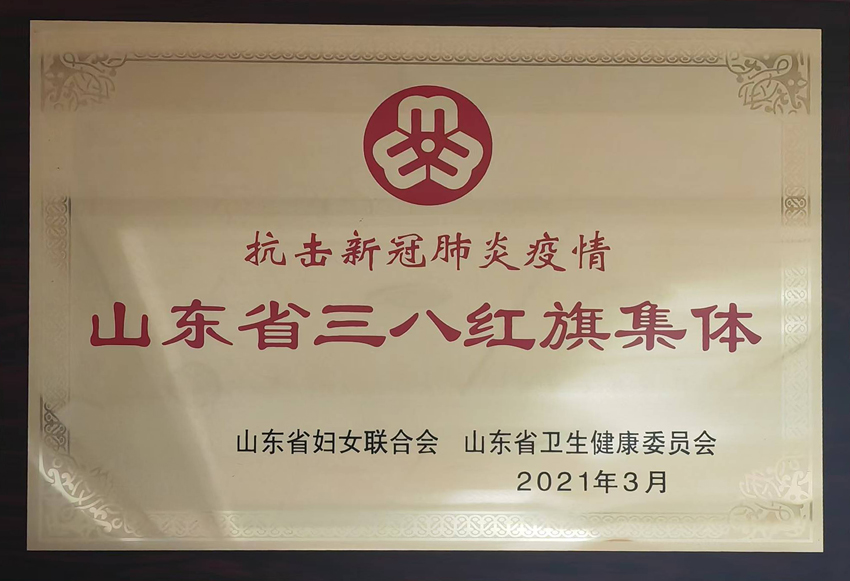 抗击新冠肺炎疫情
山东省三八红旗集体
山东省妇女联合会 山东省卫生健康委员会
2021年3月